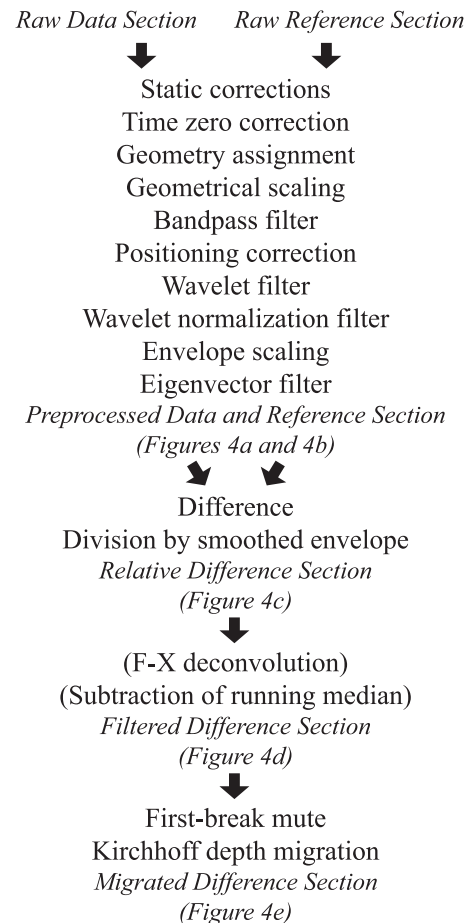 Raw Data Section Raw Reference Section
Static corrections
Time zero correction
Geometry assignment
Geometrical scaling
Bandpass filter
Positioning correction
Wavelet filter
Wavelet normalization filter
Envelope scaling
Eigenvector filter
Preprocessed Data and Reference Section
(Figures 4a and 4b)
Difference
Division by smoothed envelope
Relative Difference Section
(Figure 4c)
(F-X deconvolution)
(Subtraction of running median)
Filtered Difference Section
(Figure 4d)
First-break mute
Kirchhoff depth migration
Migrated Difference Section
(Figure 4e)